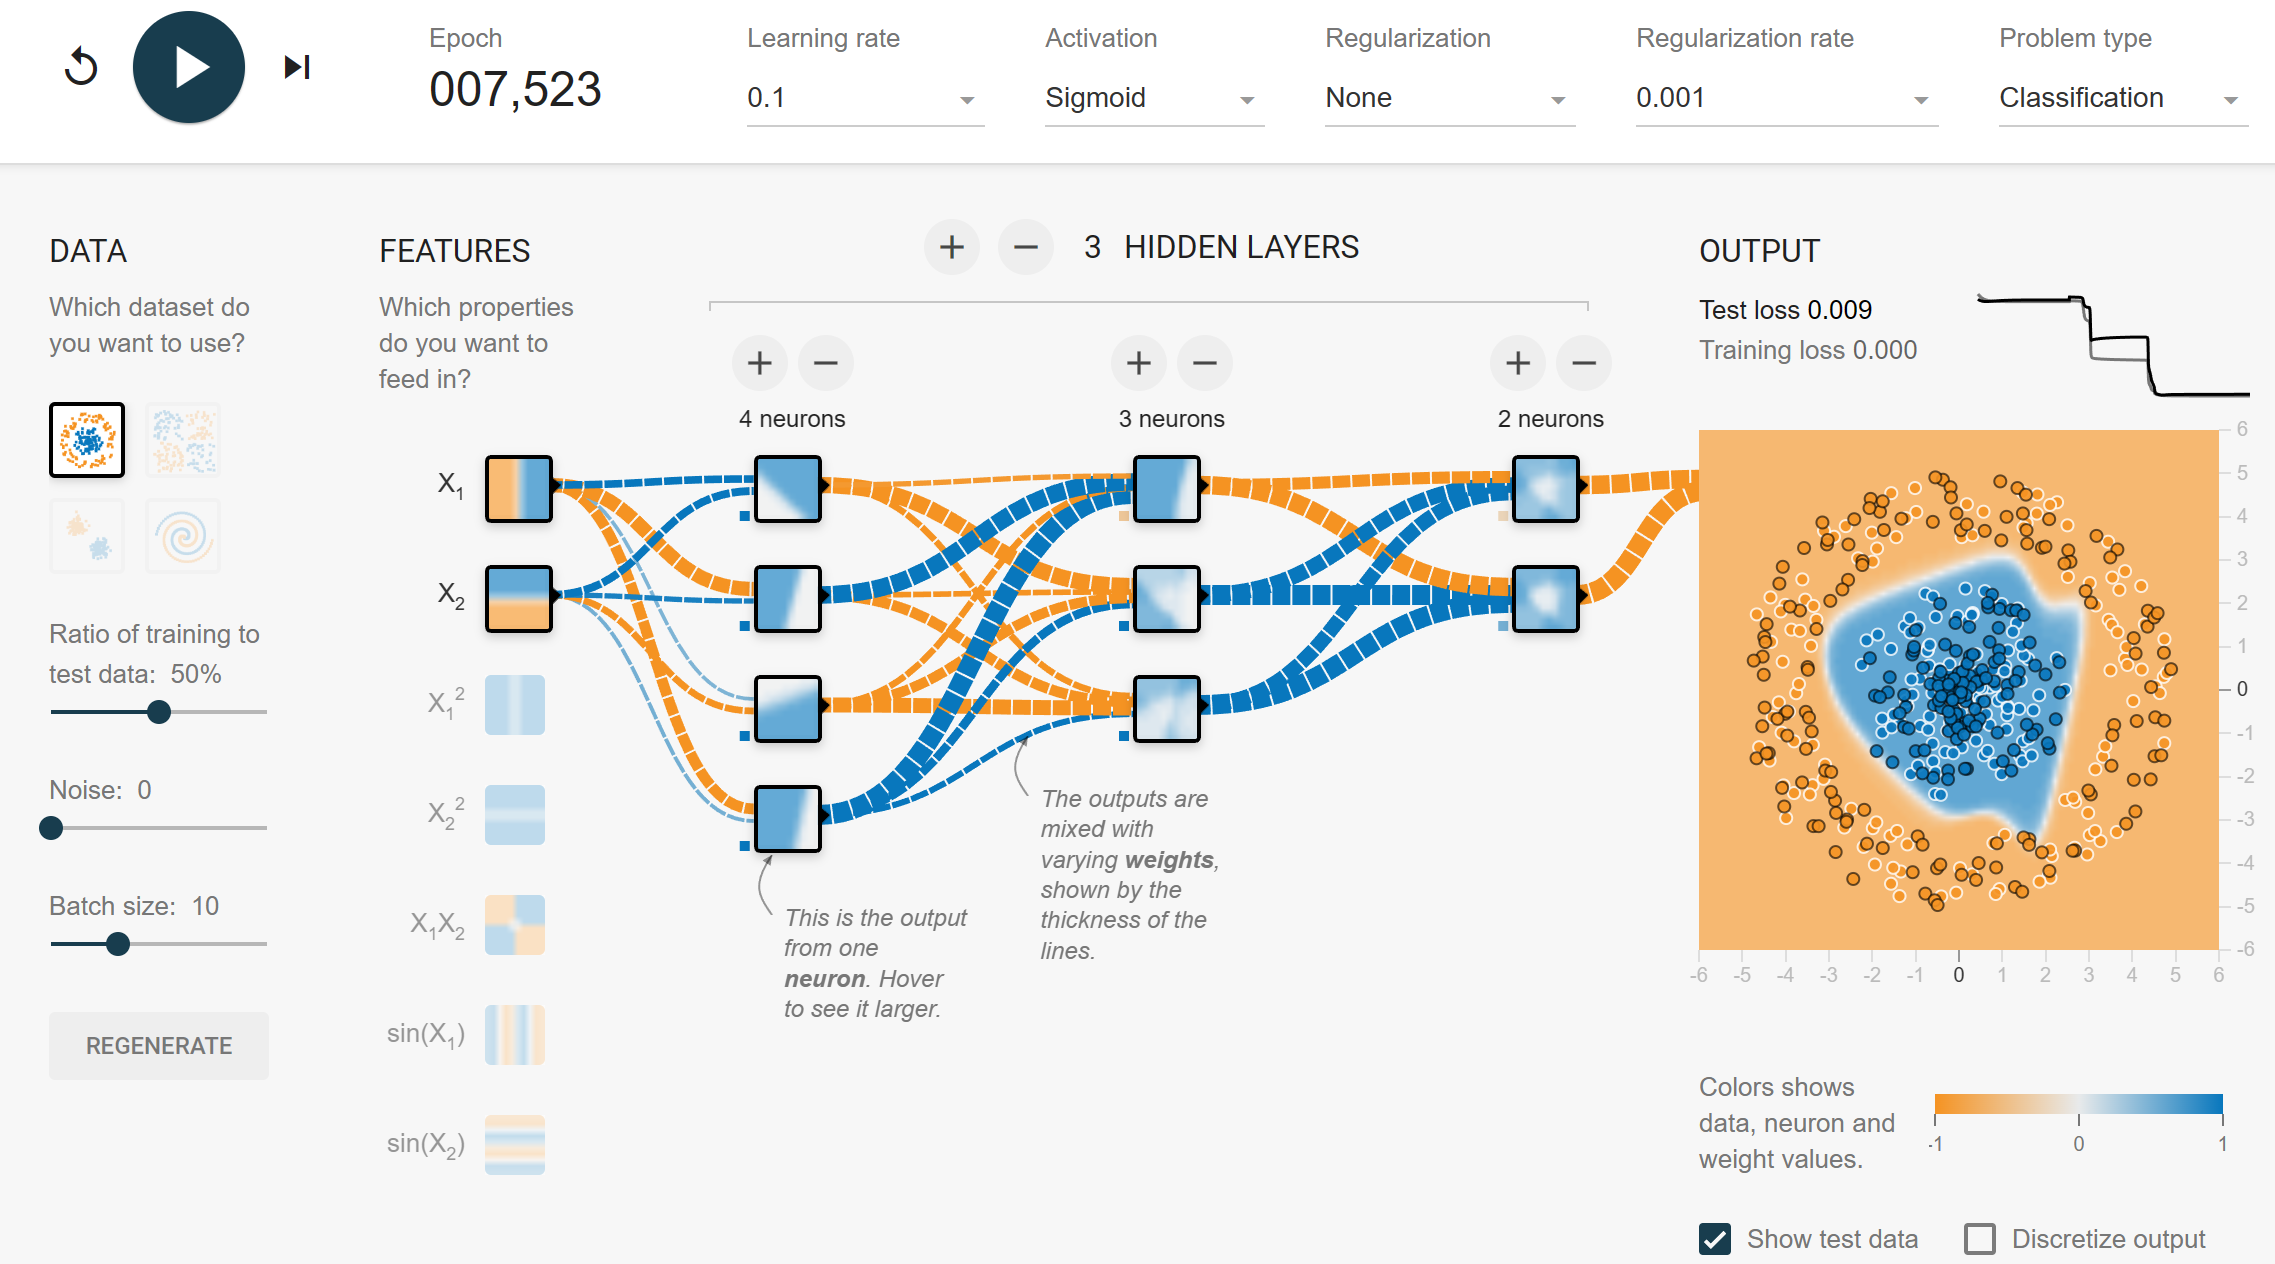 Epoch
007,523
Learning rate
0.1
Activation
Sigmoid
Regularization
None
Regularization rate
0.001
Problem type
Classification
DATA
Which dataset do
you want to use?
Ratio of training to
test data: 50%
Noise: 0
Batch size: 10
REGENERATE
FEATURES
Which properties
do you want to
feed in?
X1
X2
X1²
X2²
X1X2
sin(X1)
sin(X2)
+ − 3 HIDDEN LAYERS
+ −
4 neurons
+ −
3 neurons
+ −
2 neurons
This is the output
from one
neuron. Hover
to see it larger.
The outputs are
mixed with
varying weights,
shown by the
thickness of the
lines.
OUTPUT
Test loss 0.009
Training loss 0.000
6
5
4
3
2
1
0
-1
-2
-3
-4
-5
-6
-6 -5 -4 -3 -2 -1 0 1 2 3 4 5 6
Colors shows
data, neuron and
weight values.
-1 0 1
Show test data
Discretize output